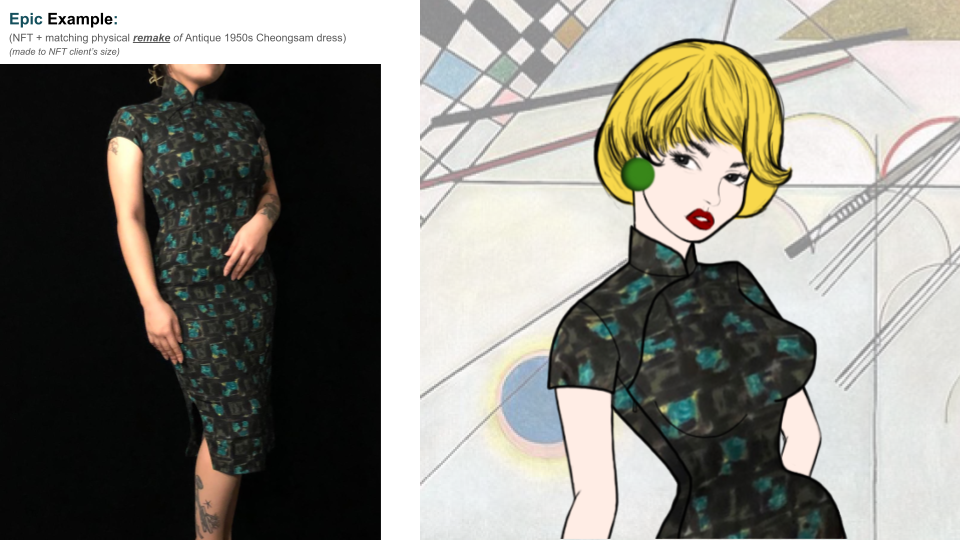 Epic Example:
(NFT + matching physical remake of Antique 1950s Cheongsam dress)
(made to NFT client's size)